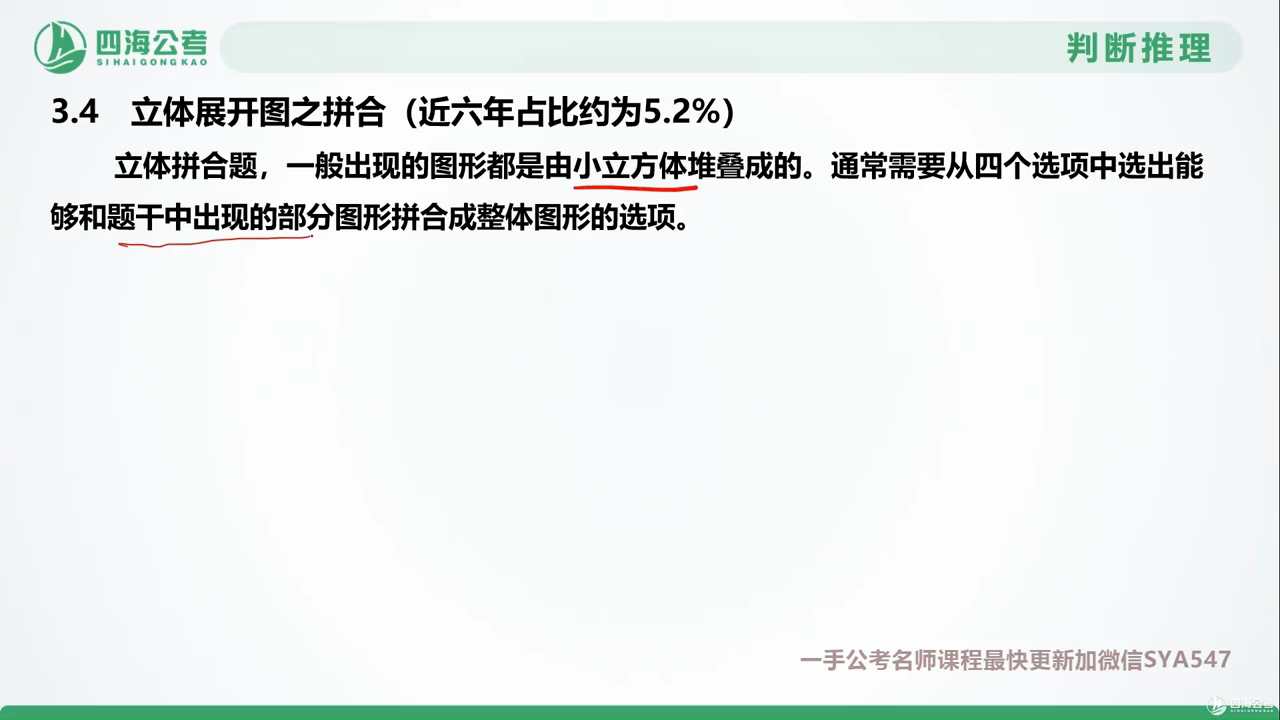 四海公考
SIHAIGONGKAO
判断推理
3.4 立体展开图之拼合（近六年占比约为5.2%）
立体拼合题，一般出现的图形都是由小立方体堆叠成的。通常需要从四个选项中选出能
够和题干中出现的部分图形拼合成整体图形的选项。
一手公考名师课程最快更新加微信SYA547
四海公考